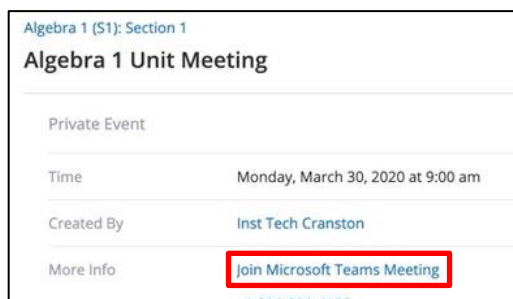 Algebra 1 (S1): Section 1
Algebra 1 Unit Meeting
Private Event
Time Monday, March 30, 2020 at 9:00 am
Created By Inst Tech Cranston
More Info Join Microsoft Teams Meeting